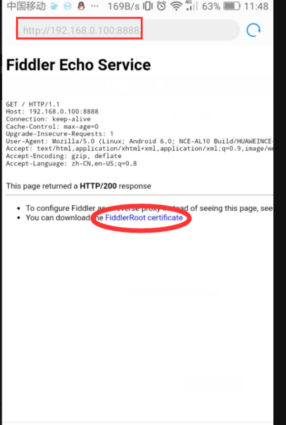 中国移动 ... 169B/s 63% 11:48
http://192.168.0.100:8888
Fiddler Echo Service
GET / HTTP/1.1
Host: 192.168.0.100:8888
Connection: keep-alive
Cache-Control: max-age=0
Upgrade-Insecure-Requests: 1
User-Agent: Mozilla/5.0 (Linux; Android 6.0; NCE-AL10 Build/HUAWEINCE-
Accept: text/html,application/xhtml+xml,application/xml;q=0.9,image/we
Accept-Encoding: gzip, deflate
Accept-Language: zh-CN,en-US;q=0.8
This page returned a HTTP/200 response
To configure Fiddler as reverse proxy instead of seeing this page, see
You can download the FiddlerRoot certificate